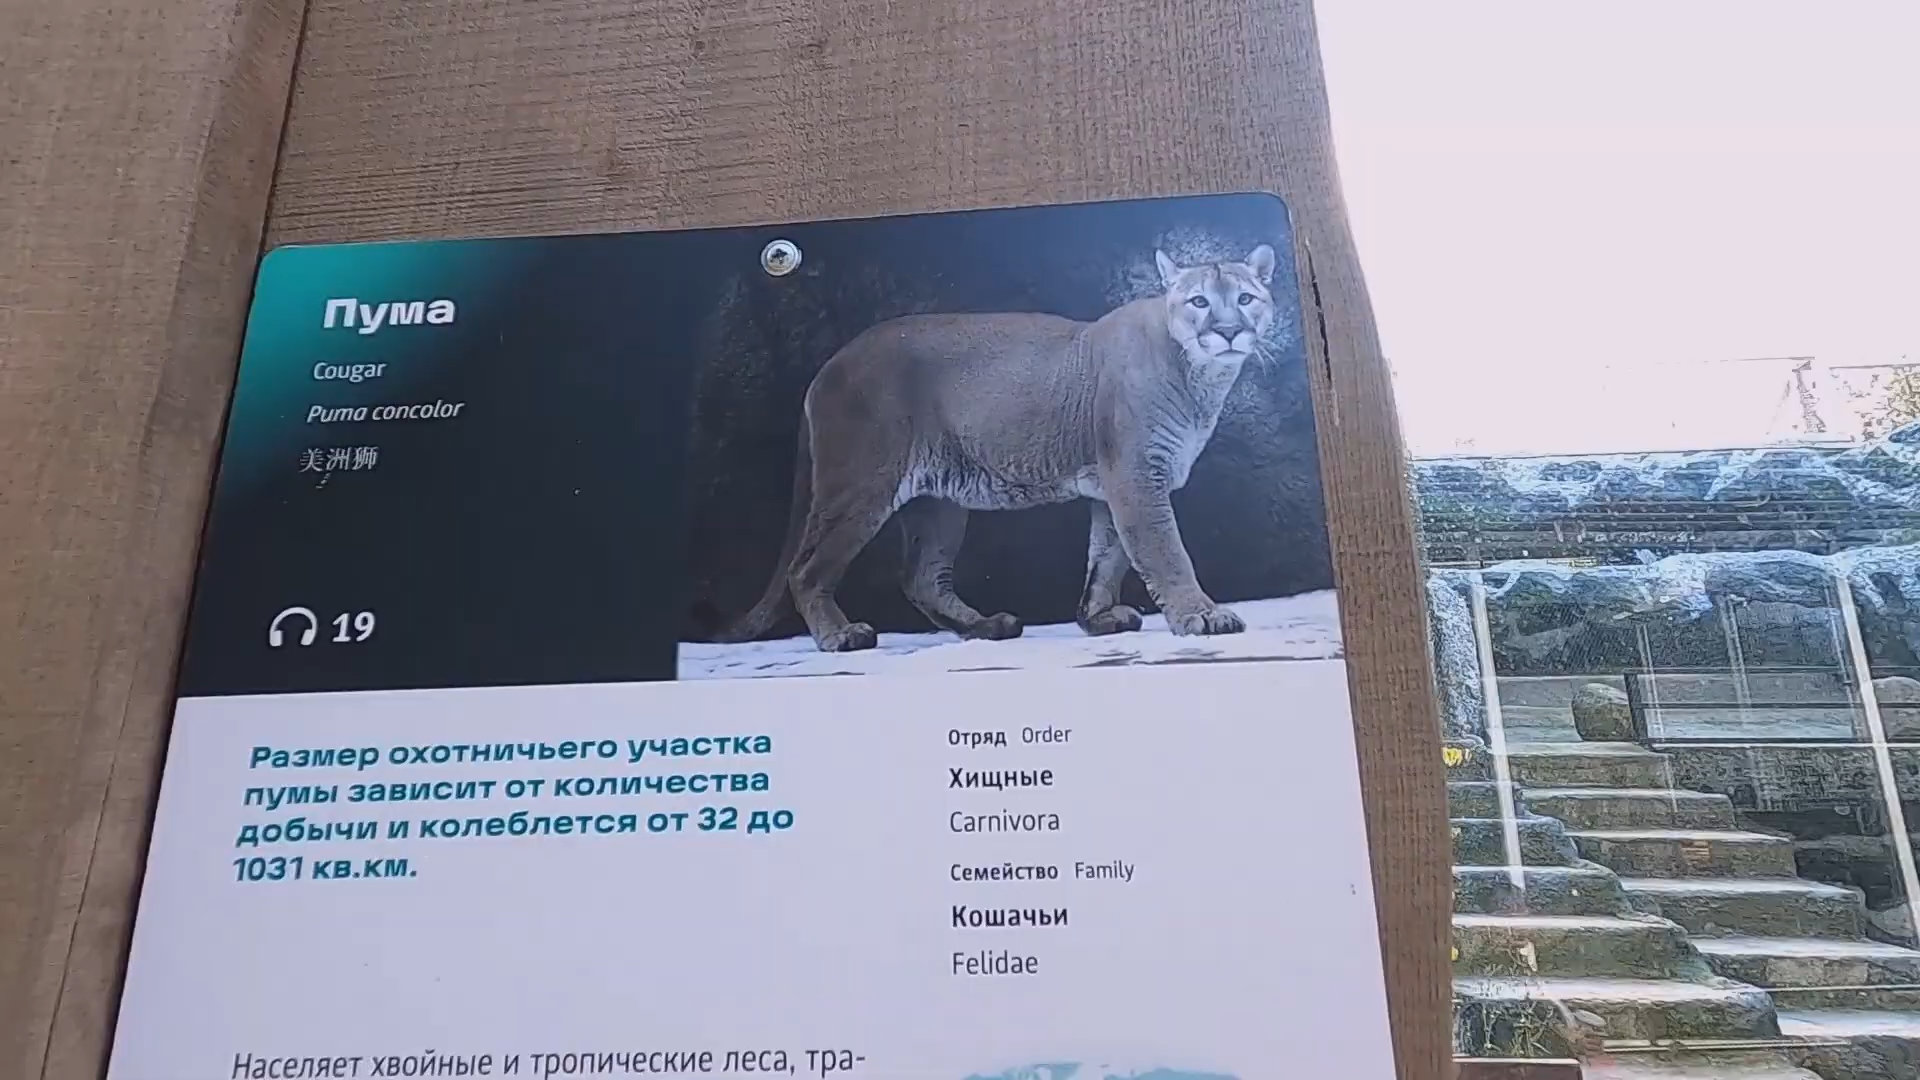 Пума
Cougar
Puma concolor
美洲狮
19
Размер охотничьего участка
пумы зависит от количества
добычи и колеблется от 32 до
1031 кв.км.
Отряд Order
Хищные
Carnivora
Семейство Family
Кошачьи
Felidae
Населяет хвойные и тропические леса, тра-